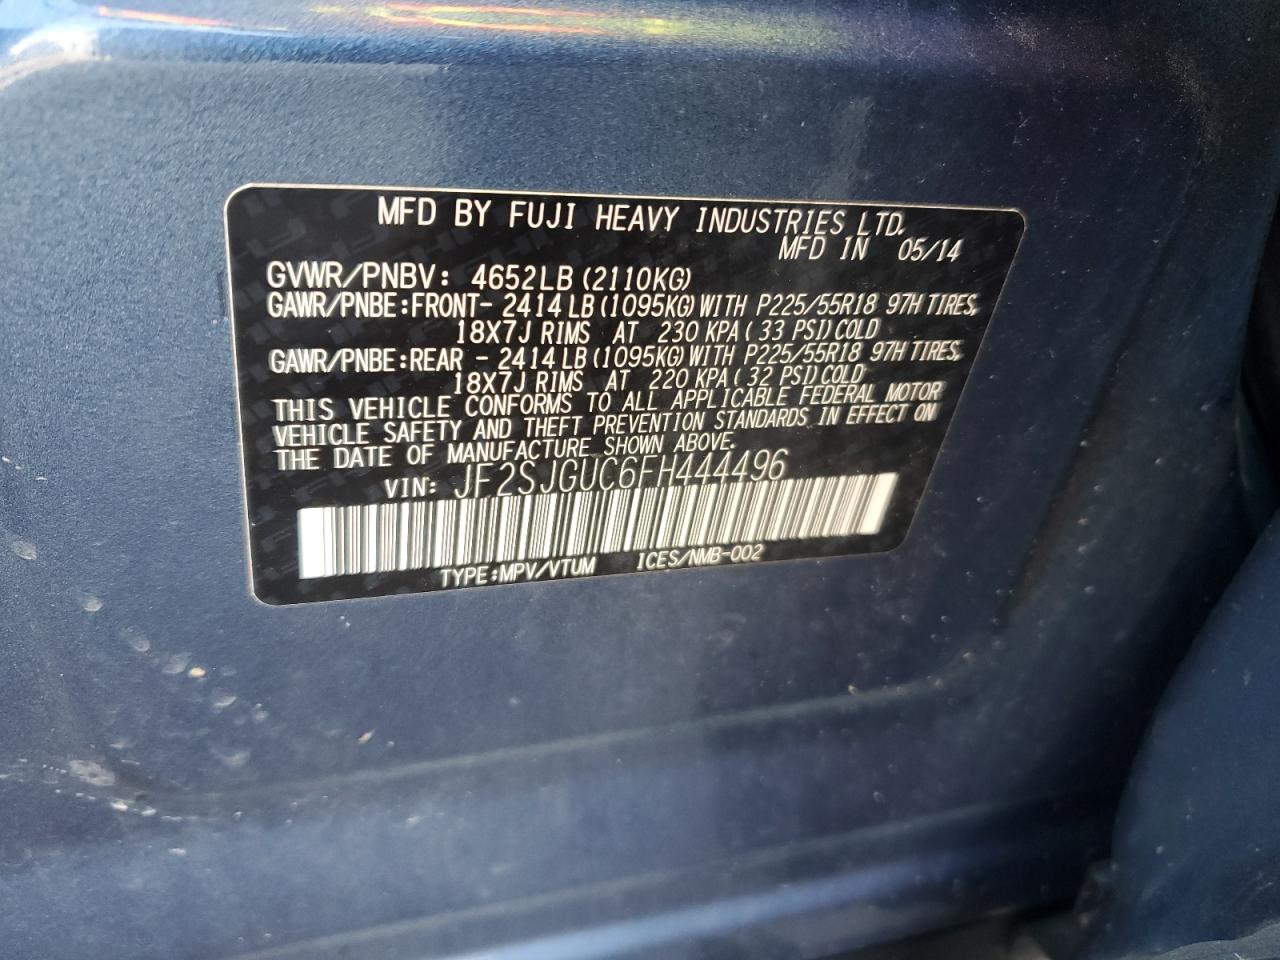 MFD BY FUJI HEAVY INDUSTRIES LTD.
MFD IN 05/14
GVWR/PNBV: 4652LB (2110KG)
GAWR/PNBE:FRONT- 2414 LB (1095KG) WITH P225/55R18 97H TIRES,
18X7J RIMS AT 230 KPA (33 PSI) COLD
GAWR/PNBE:REAR - 2414 LB (1095KG) WITH P225/55R18 97H TIRES,
18X7J RIMS AT 220 KPA (32 PSI) COLD
THIS VEHICLE CONFORMS TO ALL APPLICABLE FEDERAL MOTOR
VEHICLE SAFETY AND THEFT PREVENTION STANDARDS IN EFFECT ON
THE DATE OF MANUFACTURE SHOWN ABOVE.
VIN: JF2SJGUC6FH444496
TYPE:MPV/VTUM ICES/NMB-002